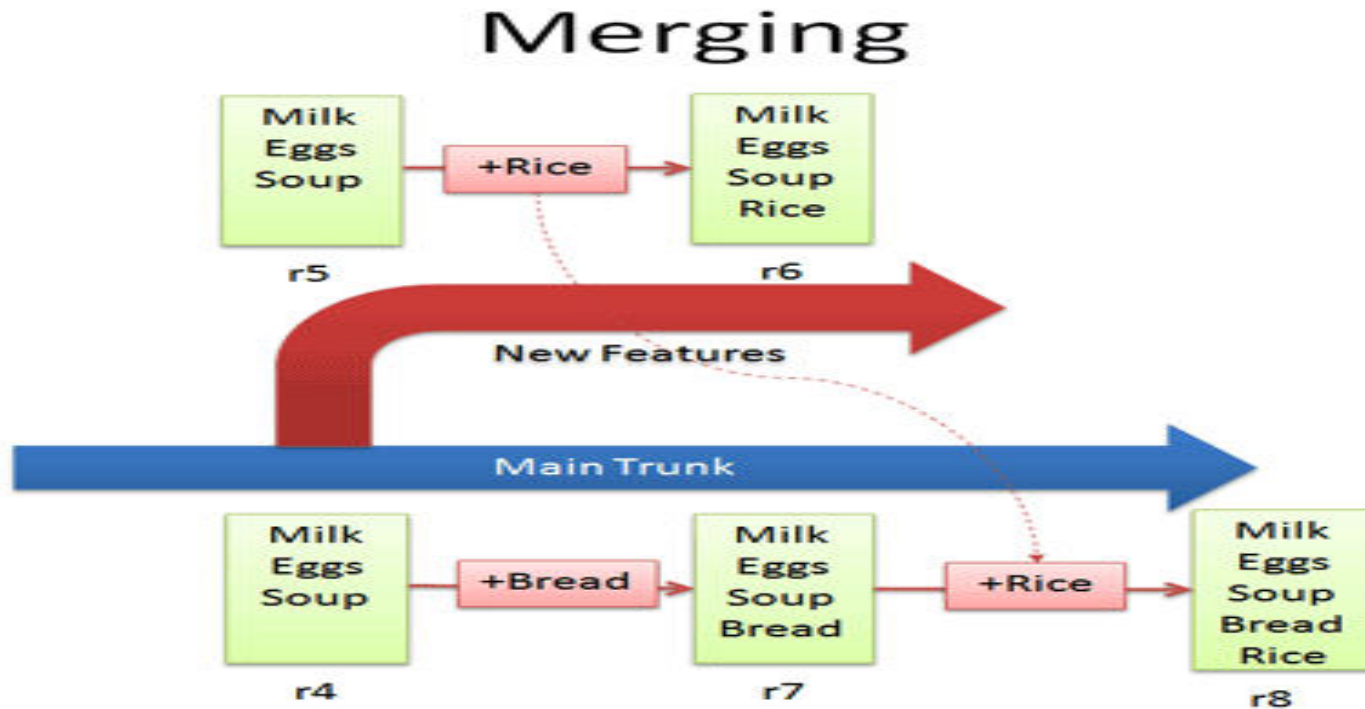 Merging
Milk
Eggs
Soup
r5
+Rice
Milk
Eggs
Soup
Rice
r6
New Features
Main Trunk
Milk
Eggs
Soup
r4
+Bread
Milk
Eggs
Soup
Bread
r7
+Rice
Milk
Eggs
Soup
Bread
Rice
r8